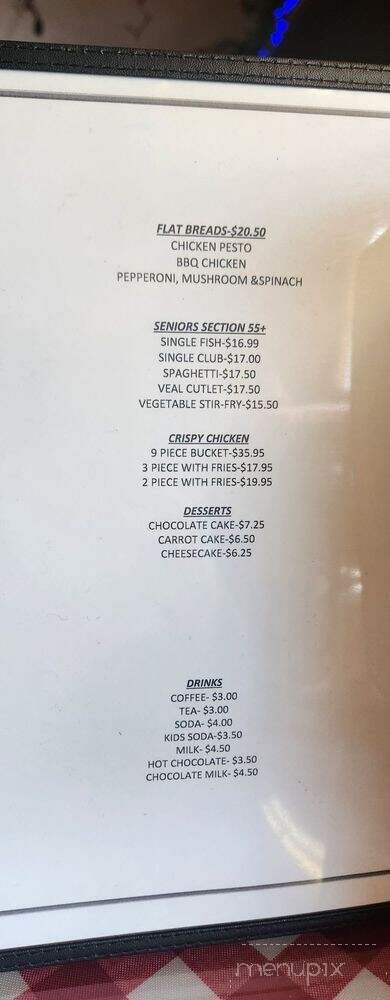 FLAT BREADS-$20.50
CHICKEN PESTO
BBQ CHICKEN
PEPPERONI, MUSHROOM &SPINACH
SENIORS SECTION 55+
SINGLE FISH-$16.99
SINGLE CLUB-$17.00
SPAGHETTI-$17.50
VEAL CUTLET-$17.50
VEGETABLE STIR-FRY-$15.50
CRISPY CHICKEN
9 PIECE BUCKET-$35.95
3 PIECE WITH FRIES-$17.95
2 PIECE WITH FRIES-$19.95
DESSERTS
CHOCOLATE CAKE-$7.25
CARROT CAKE-$6.50
CHEESECAKE-$6.25
DRINKS
COFFEE- $3.00
TEA- $3.00
SODA- $4.00
KIDS SODA-$3.50
MILK- $4.50
HOT CHOCOLATE- $3.50
CHOCOLATE MILK- $4.50
menupix